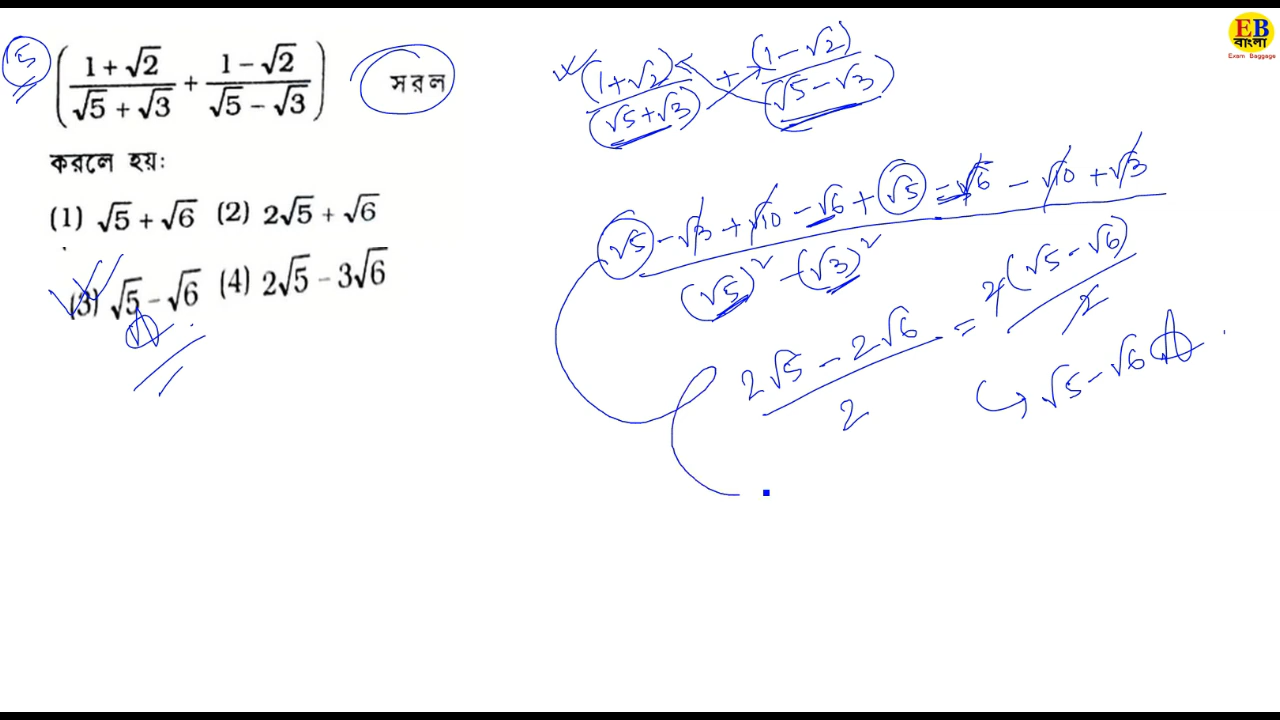 5
(1 + √2)/(√5 + √3) + (1 − √2)/(√5 − √3) সরল
করলে হয়:
(1) √5 + √6 (2) 2√5 + √6
(3) √5 − √6 (4) 2√5 − 3√6
EB
বাংলা
Exam Baggage
(1+√2)/(√5+√3) + (1−√2)/(√5−√3)
√5 − √3 + √10 − √6 + √5 − √6 − √10 + √3
(√5)² − (√3)²
(2√5 − 2√6)/2 = 2(√5 − √6)/2
→ √5 − √6 A